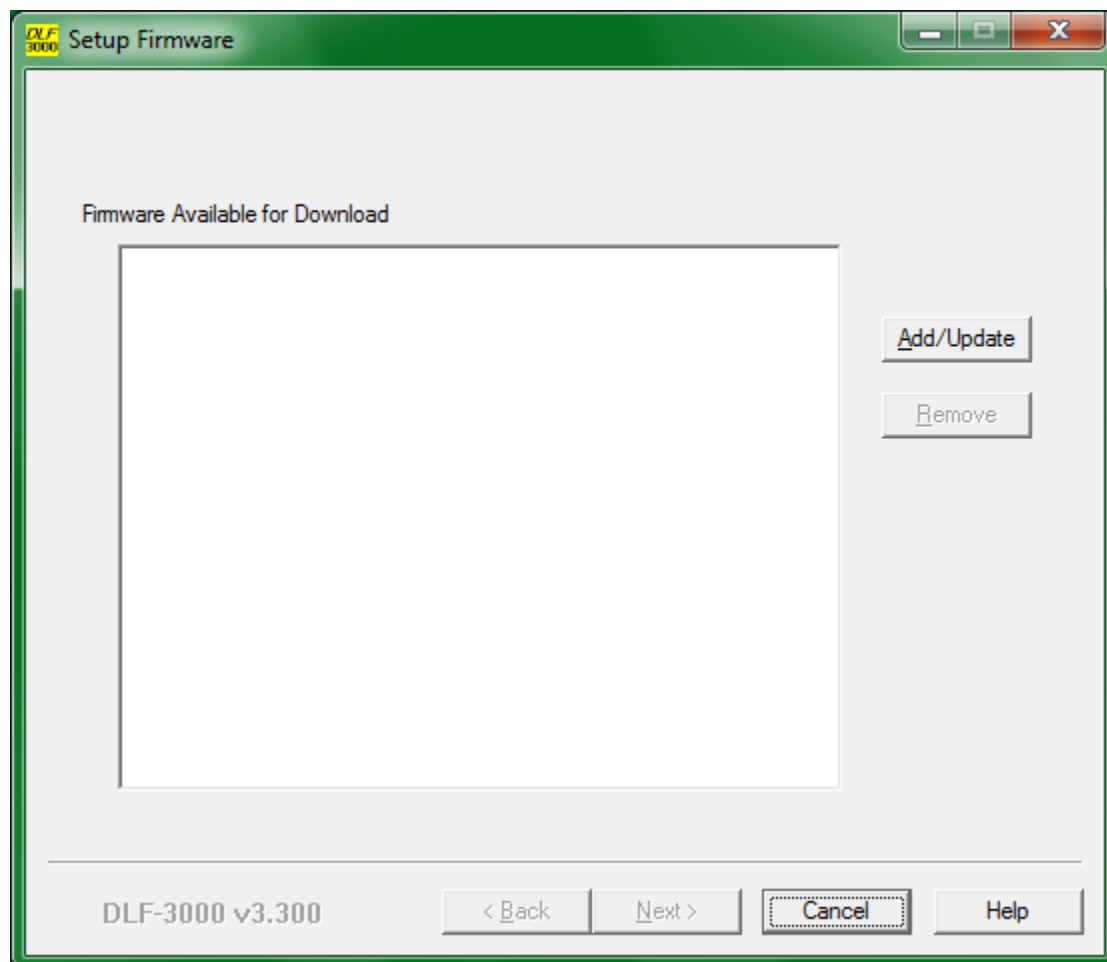 DLF
3000
Setup Firmware
Firmware Available for Download
Add/Update
Remove
DLF-3000 v3.300
< Back
Next >
Cancel
Help